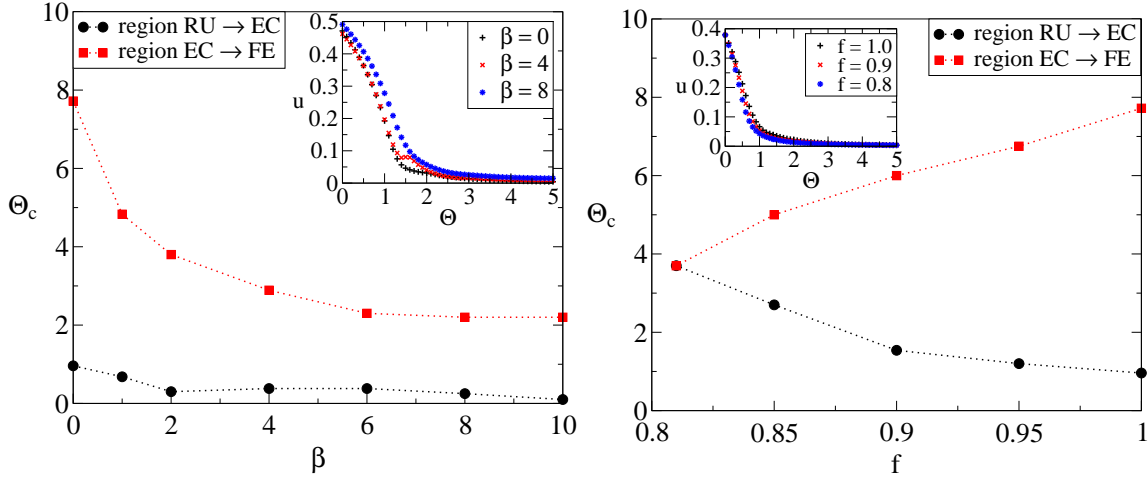 region RU → EC
region EC → FE
10
8
6
4
2
0
Θc
0 2 4 6 8 10
β
0.5
0.4
0.3
0.2
0.1
0
u
0 1 2 3 4 5
Θ
β = 0
β = 4
β = 8
region RU → EC
region EC → FE
10
8
6
4
2
0
Θc
0.8 0.85 0.9 0.95 1
f
0.4
0.3
0.2
0.1
0
u
0 1 2 3 4 5
Θ
f = 1.0
f = 0.9
f = 0.8